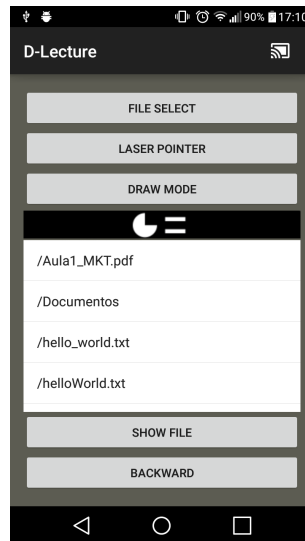 90% 17:10
D-Lecture
FILE SELECT
LASER POINTER
DRAW MODE
/Aula1_MKT.pdf
/Documentos
/hello_world.txt
/helloWorld.txt
SHOW FILE
BACKWARD